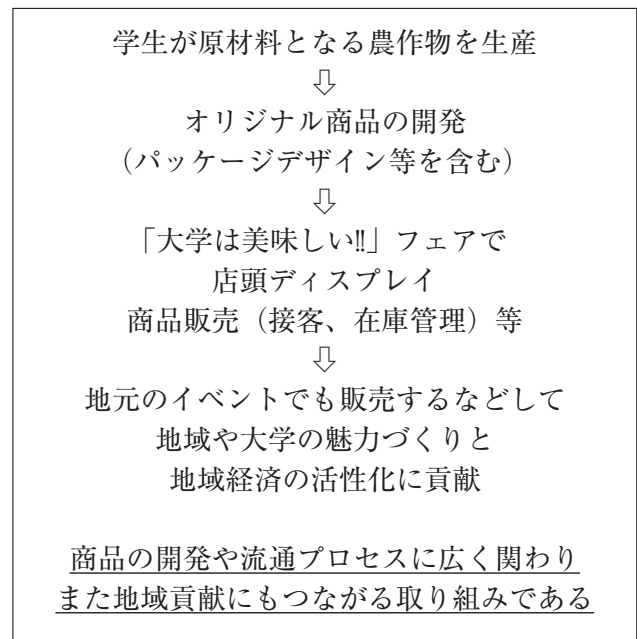 学生が原材料となる農作物を生産
⇩
オリジナル商品の開発
（パッケージデザイン等を含む）
⇩
「大学は美味しい‼」フェアで
店頭ディスプレイ
商品販売（接客、在庫管理）等
⇩
地元のイベントでも販売するなどして
地域や大学の魅力づくりと
地域経済の活性化に貢献
商品の開発や流通プロセスに広く関わり
また地域貢献にもつながる取り組みである